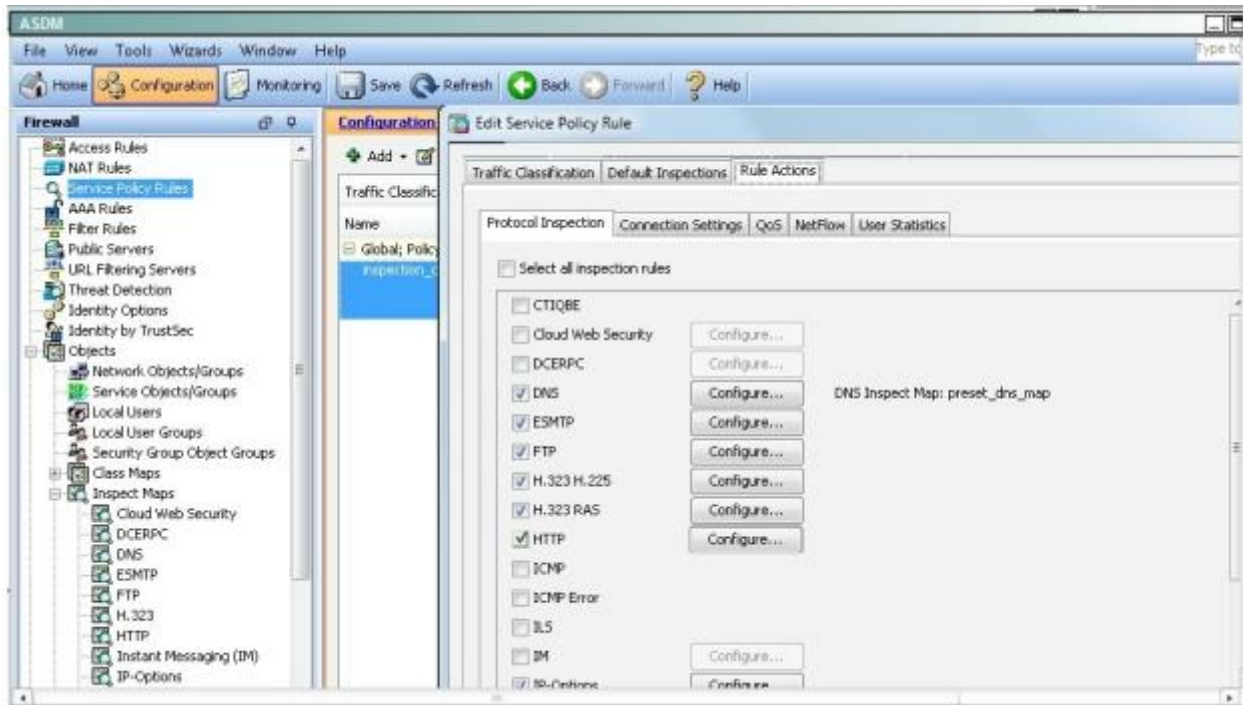 ASDM
File View Tools Wizards Window Help
Type to
Home Configuration Monitoring Save Refresh Back Forward Help
Firewall
Access Rules
NAT Rules
Service Policy Rules
AAA Rules
Filter Rules
Public Servers
URL Filtering Servers
Threat Detection
Identity Options
Identity by TrustSec
Objects
Network Objects/Groups
Service Objects/Groups
Local Users
Local User Groups
Security Group Object Groups
Class Maps
Inspect Maps
Cloud Web Security
DCERPC
DNS
ESMTP
FTP
H.323
HTTP
Instant Messaging (IM)
IP-Options
Configuration
Add
Traffic Classific
Name
Global; Policy
inspection_d
Edit Service Policy Rule
Traffic Classification Default Inspections Rule Actions
Protocol Inspection Connection Settings QoS NetFlow User Statistics
Select all inspection rules
CTIQBE
Cloud Web Security Configure...
DCERPC Configure...
DNS Configure... DNS Inspect Map: preset_dns_map
ESMTP Configure...
FTP Configure...
H.323 H.225 Configure...
H.323 RAS Configure...
HTTP Configure...
ICMP
ICMP Error
ILS
IM Configure...
IP-Options Configure